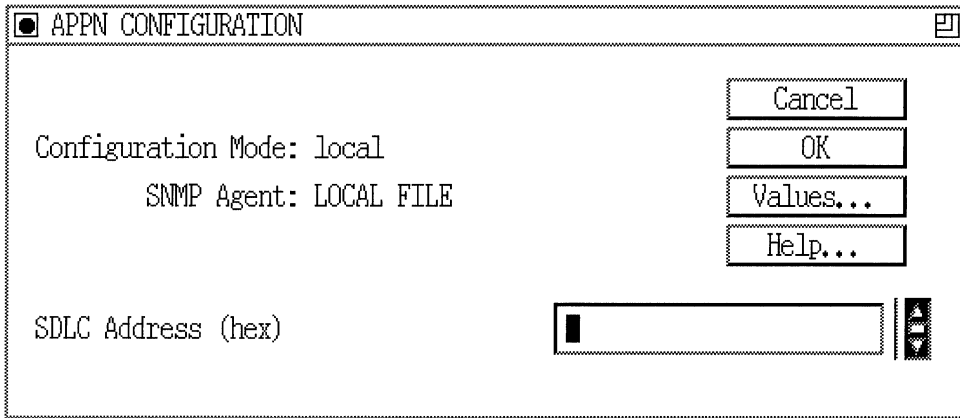 APPN CONFIGURATION
Cancel
Configuration Mode: local
OK
SNMP Agent: LOCAL FILE
Values...
Help...
SDLC Address (hex)